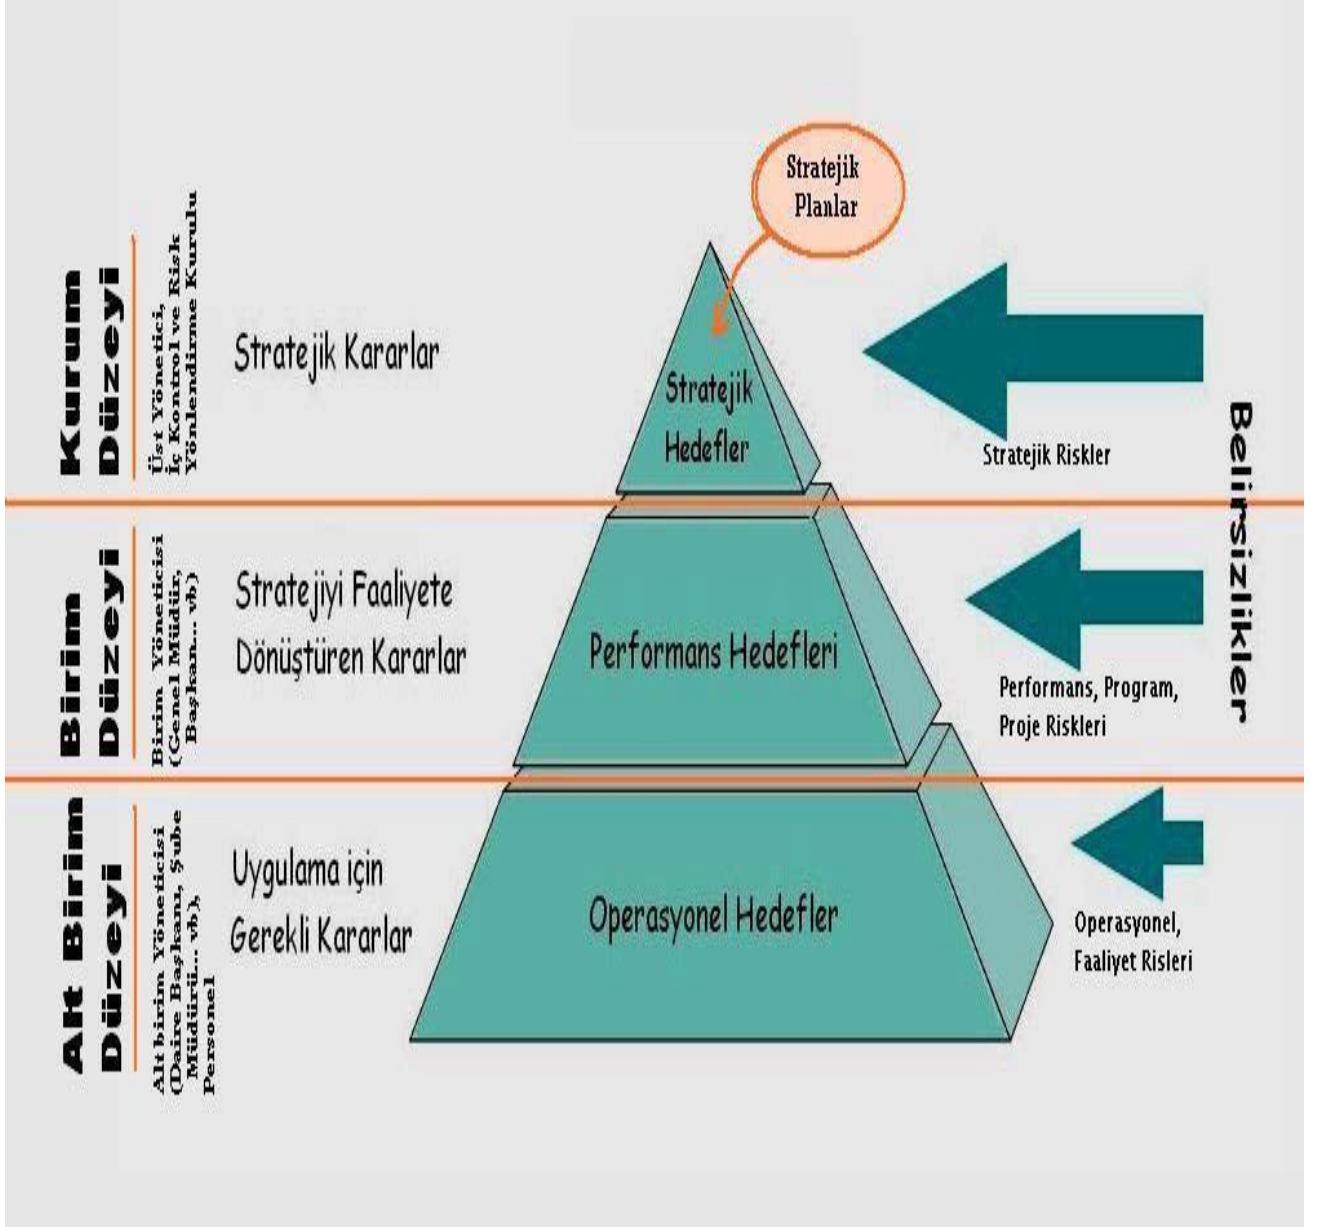 Stratejik
Planlar
Kurum
Düzeyi
Üst Yönetici,
İç Kontrol ve Risk
Yönlendirme Kurulu
Stratejik Kararlar
Stratejik
Hedefler
Stratejik Riskler
Belirsizlikler
Birim
Düzeyi
Birim Yöneticisi
(Genel Müdür,
Başkan... vb)
Stratejiyi Faaliyete
Dönüştüren Kararlar
Performans Hedefleri
Performans, Program,
Proje Riskleri
Alt Birim
Düzeyi
Alt birim Yöneticisi
(Daire Başkanı, Şube
Müdürü... vb),
Personel
Uygulama için
Gerekli Kararlar
Operasyonel Hedefler
Operasyonel,
Faaliyet Risleri